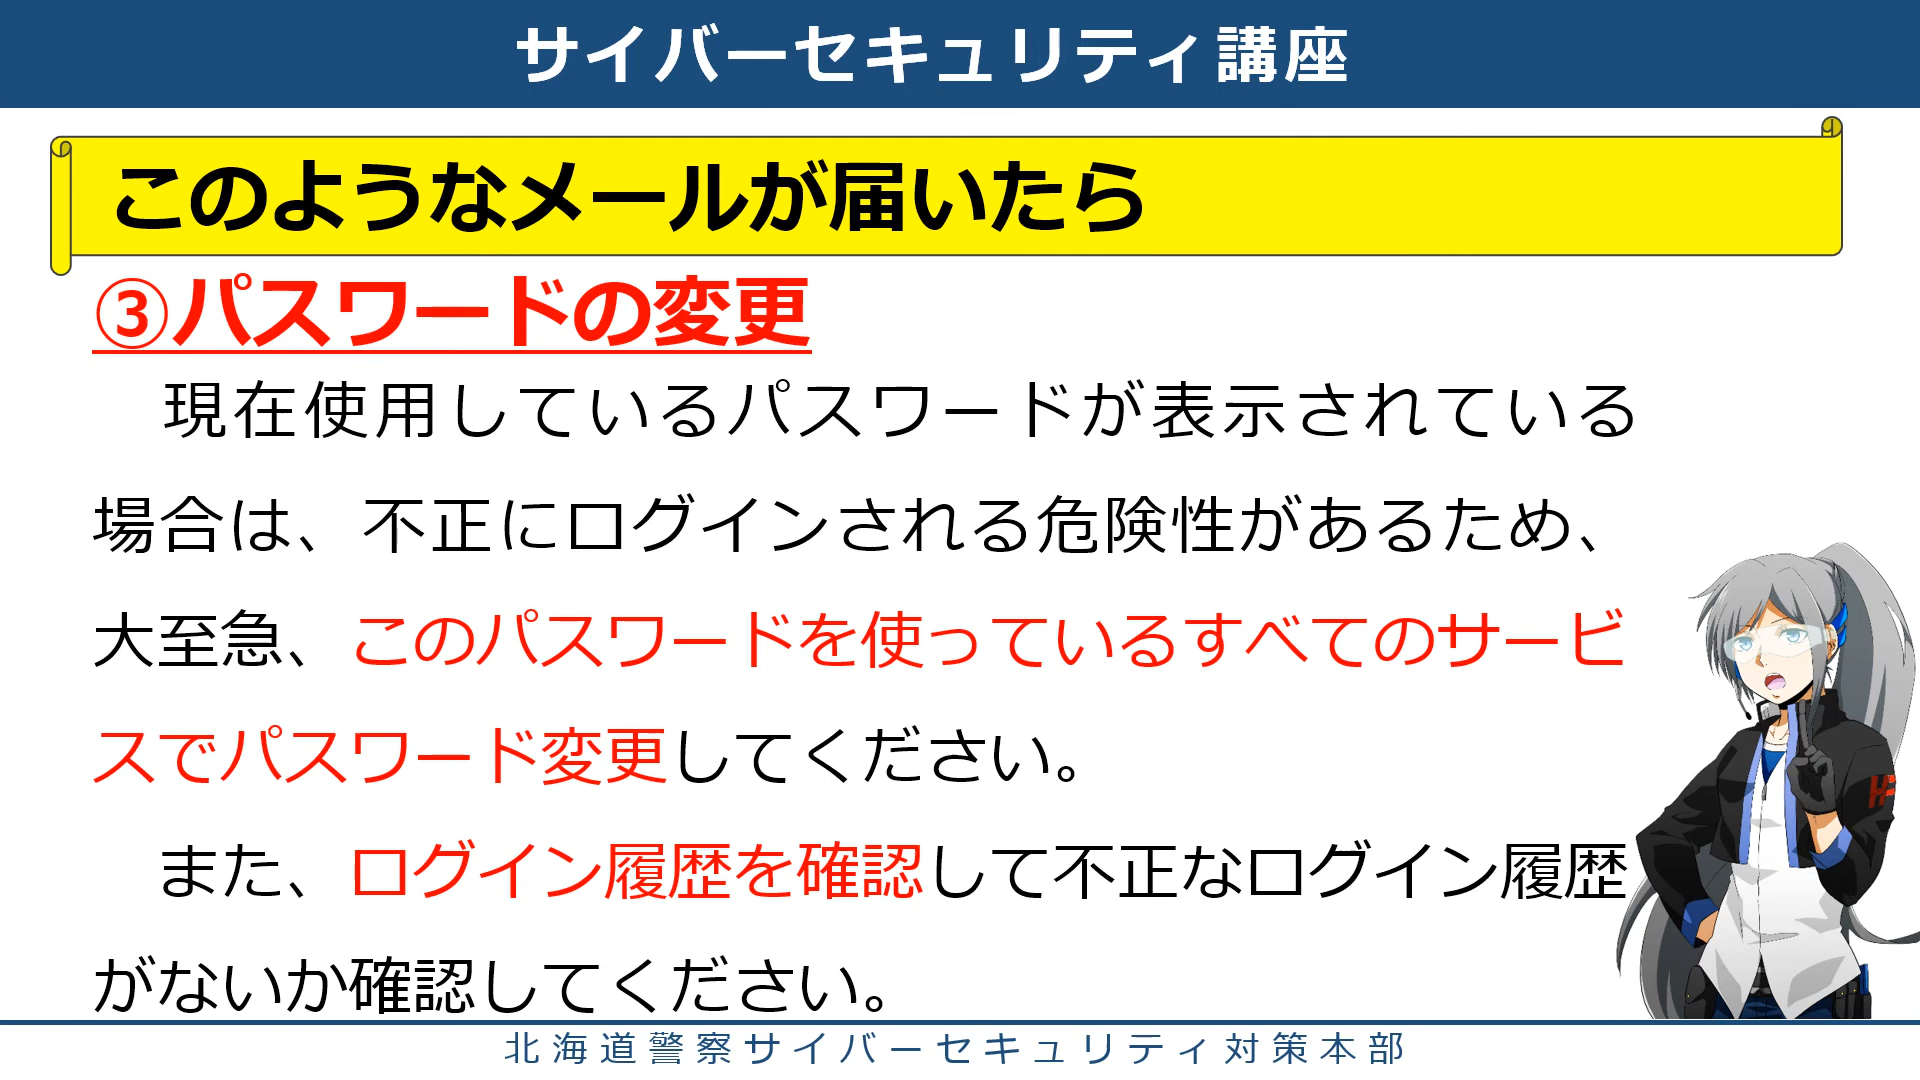 サイバーセキュリティ講座
このようなメールが届いたら
③パスワードの変更
現在使用しているパスワードが表示されている
場合は、不正にログインされる危険性があるため、
大至急、このパスワードを使っているすべてのサービ
スでパスワード変更してください。
また、ログイン履歴を確認して不正なログイン履歴
がないか確認してください。
北海道警察サイバーセキュリティ対策本部